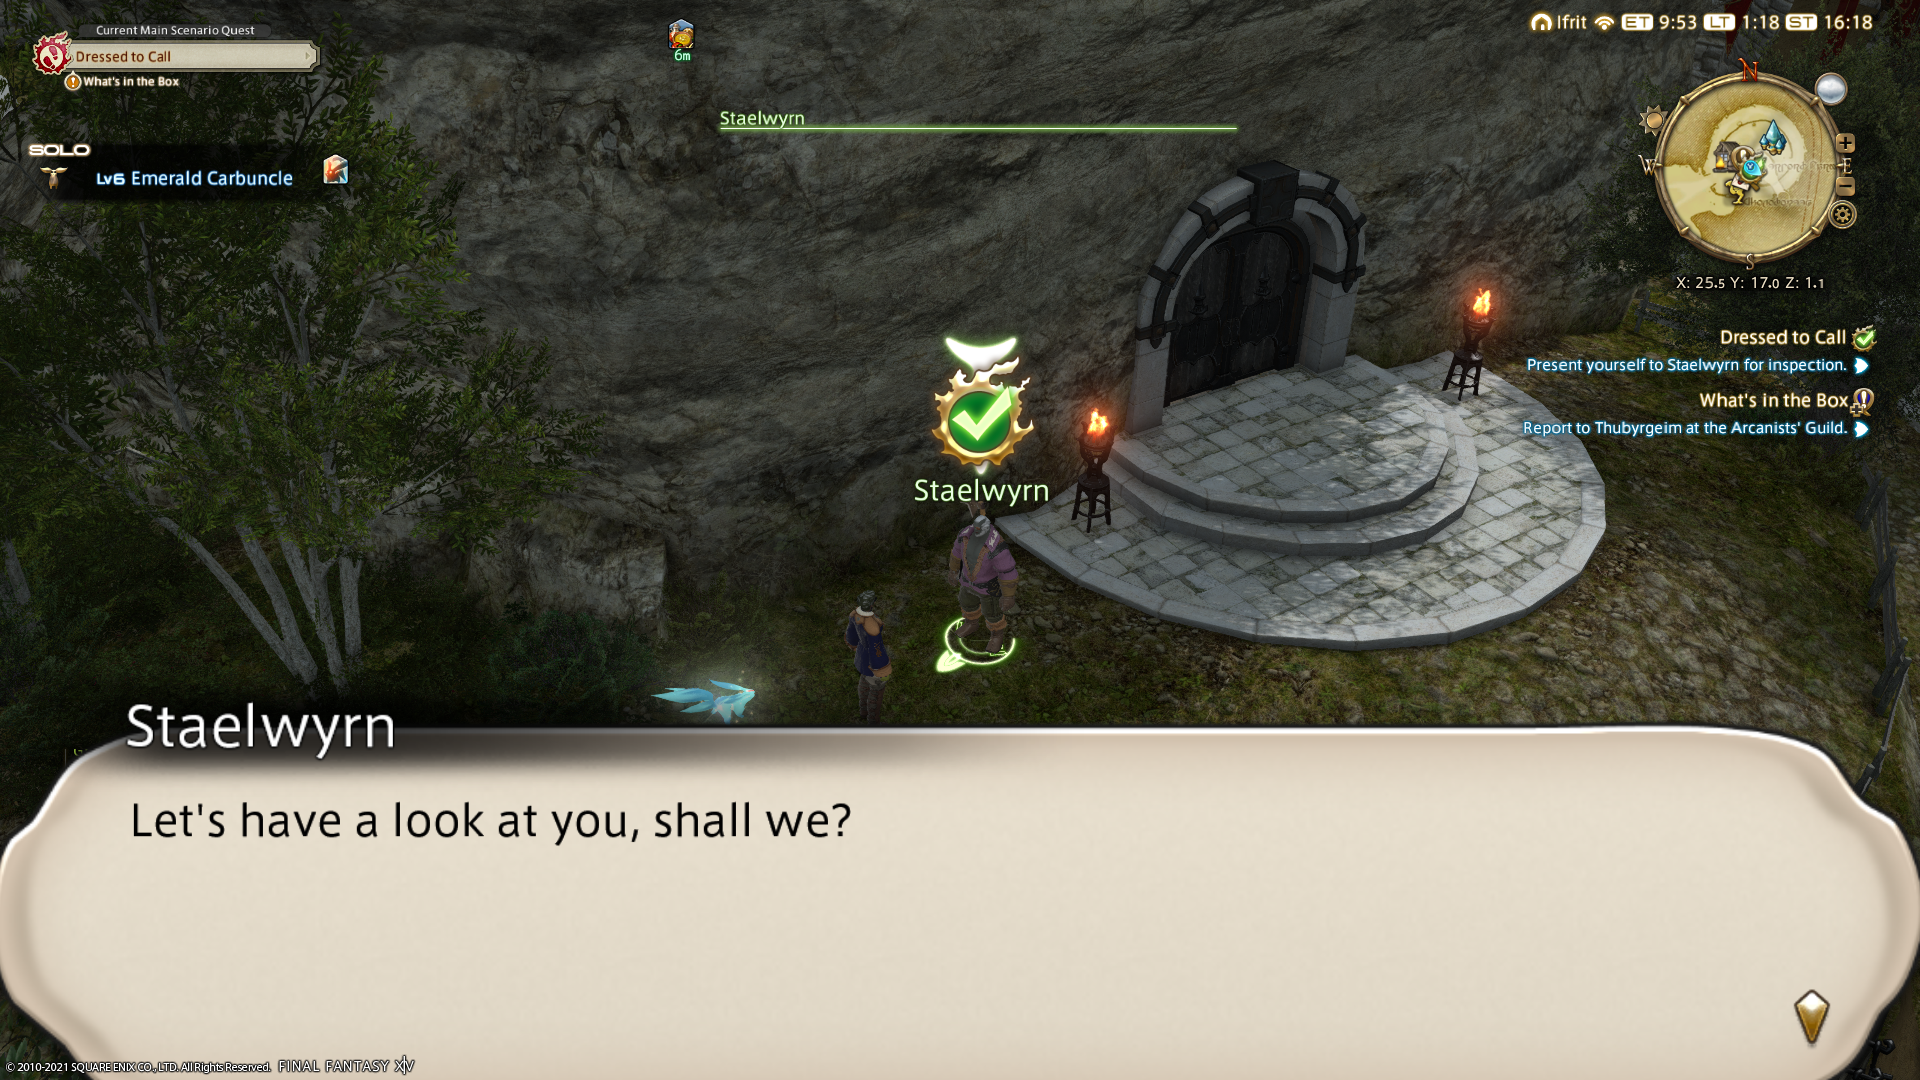 Current Main Scenario Quest
Dressed to Call
What's in the Box
6m
Ifrit ET 9:53 LT 1:18 ST 16:18
Staelwyrn
SOLO
Lv6 Emerald Carbuncle
N
W
E
S
X: 25.5 Y: 17.0 Z: 1.1
Dressed to Call
Present yourself to Staelwyrn for inspection.
What's in the Box
Report to Thubyrgeim at the Arcanists' Guild.
Staelwyrn
Staelwyrn
Let's have a look at you, shall we?
© 2010-2021 SQUARE ENIX CO., LTD. All Rights Reserved. FINAL FANTASY XIV